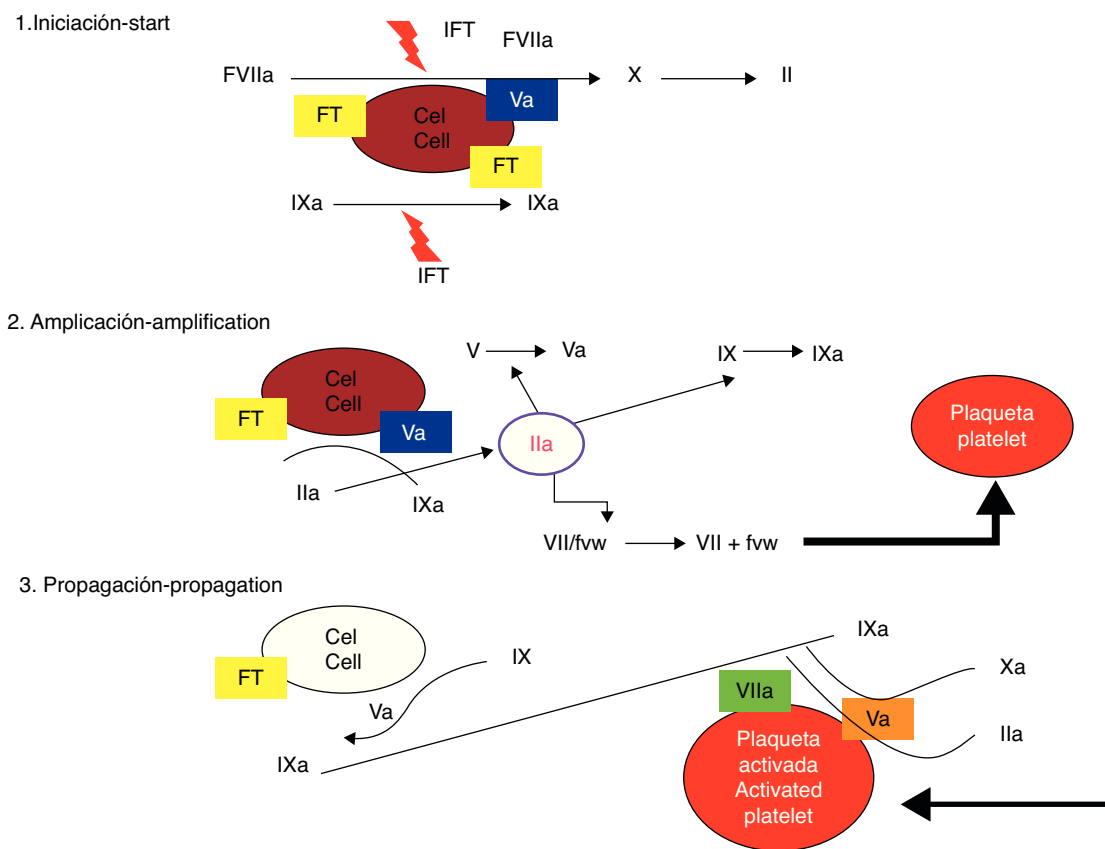 1.Iniciación-start
IFT
FVIIa
FVIIa
X
II
FT
Va
Cel
Cell
FT
IXa
IXa
IFT
2. Amplicación-amplification
V
Va
IX
IXa
Cel
Cell
FT
Va
IIa
Plaqueta
platelet
IIa
IXa
VII/fvw
VII + fvw
3. Propagación-propagation
Cel
Cell
FT
IX
Va
IXa
IXa
Xa
VIIa
Va
IIa
Plaqueta
activada
Activated
platelet